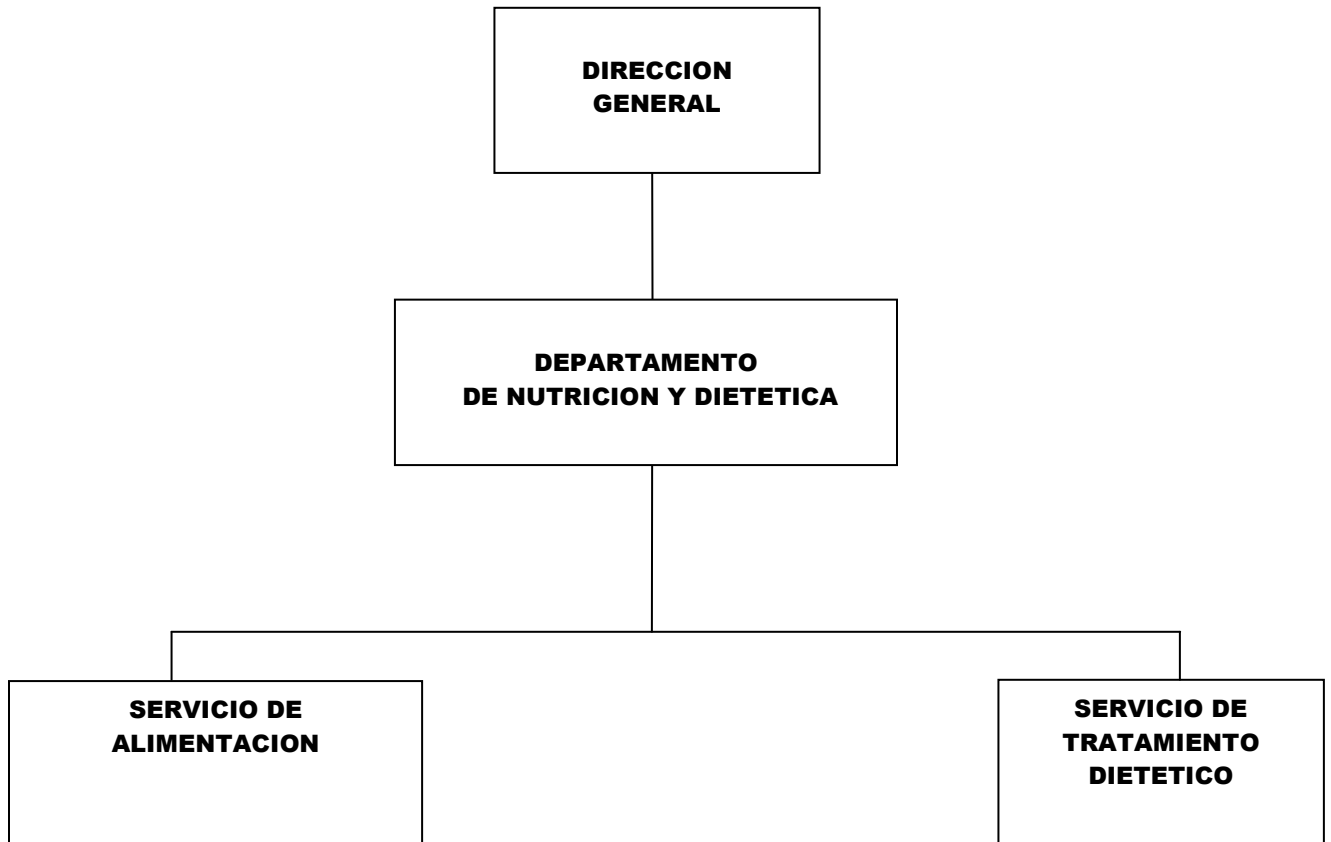 DIRECCION
GENERAL
DEPARTAMENTO
DE NUTRICION Y DIETETICA
SERVICIO DE
ALIMENTACION
SERVICIO DE
TRATAMIENTO
DIETETICO